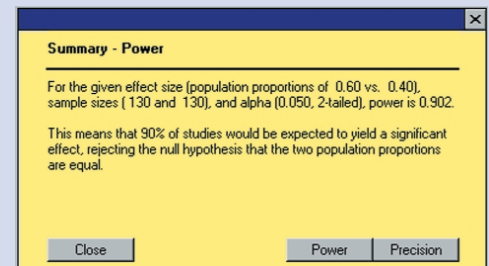 Summary - Power
For the given effect size (population proportions of 0.60 vs. 0.40),
sample sizes ( 130 and 130), and alpha (0.050, 2-tailed), power is 0.902.
This means that 90% of studies would be expected to yield a significant
effect, rejecting the null hypothesis that the two population proportions
are equal.
Close Power Precision